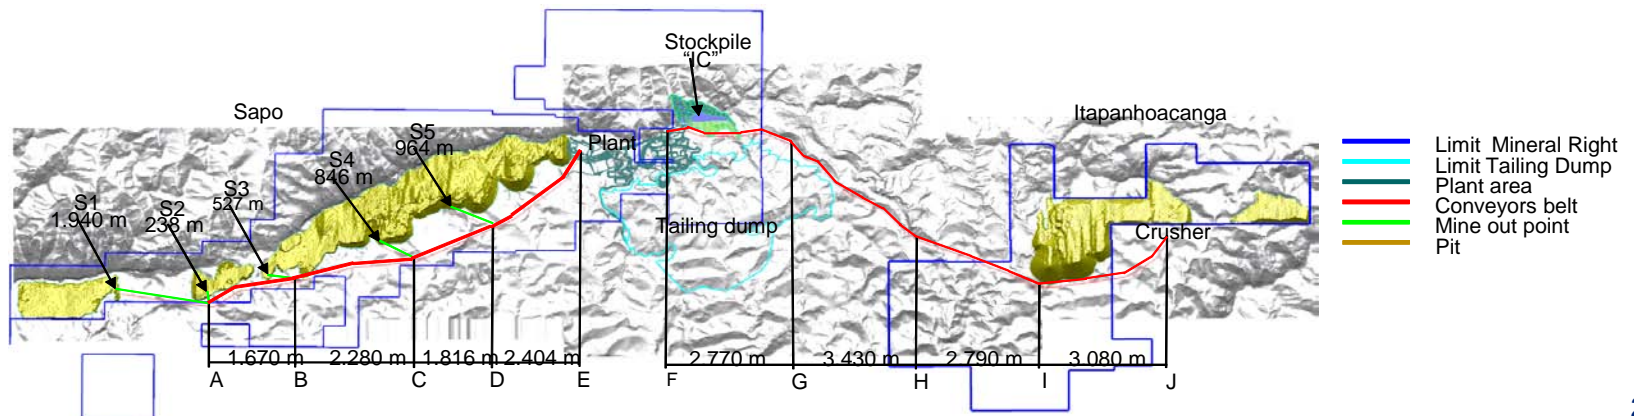 Stockpile
“IC”
Sapo
Itapanhoacanga
S5
964 m
Plant
S4
846 m
S3
527 m
S1
1.940 m
S2
238 m
Tailing dump
Crusher
1.670 m
2.280 m
1.816 m
2.404 m
2.770 m
3.430 m
2.790 m
3.080 m
A
B
C
D
E
F
G
H
I
J
Limit Mineral Right
Limit Tailing Dump
Plant area
Conveyors belt
Mine out point
Pit